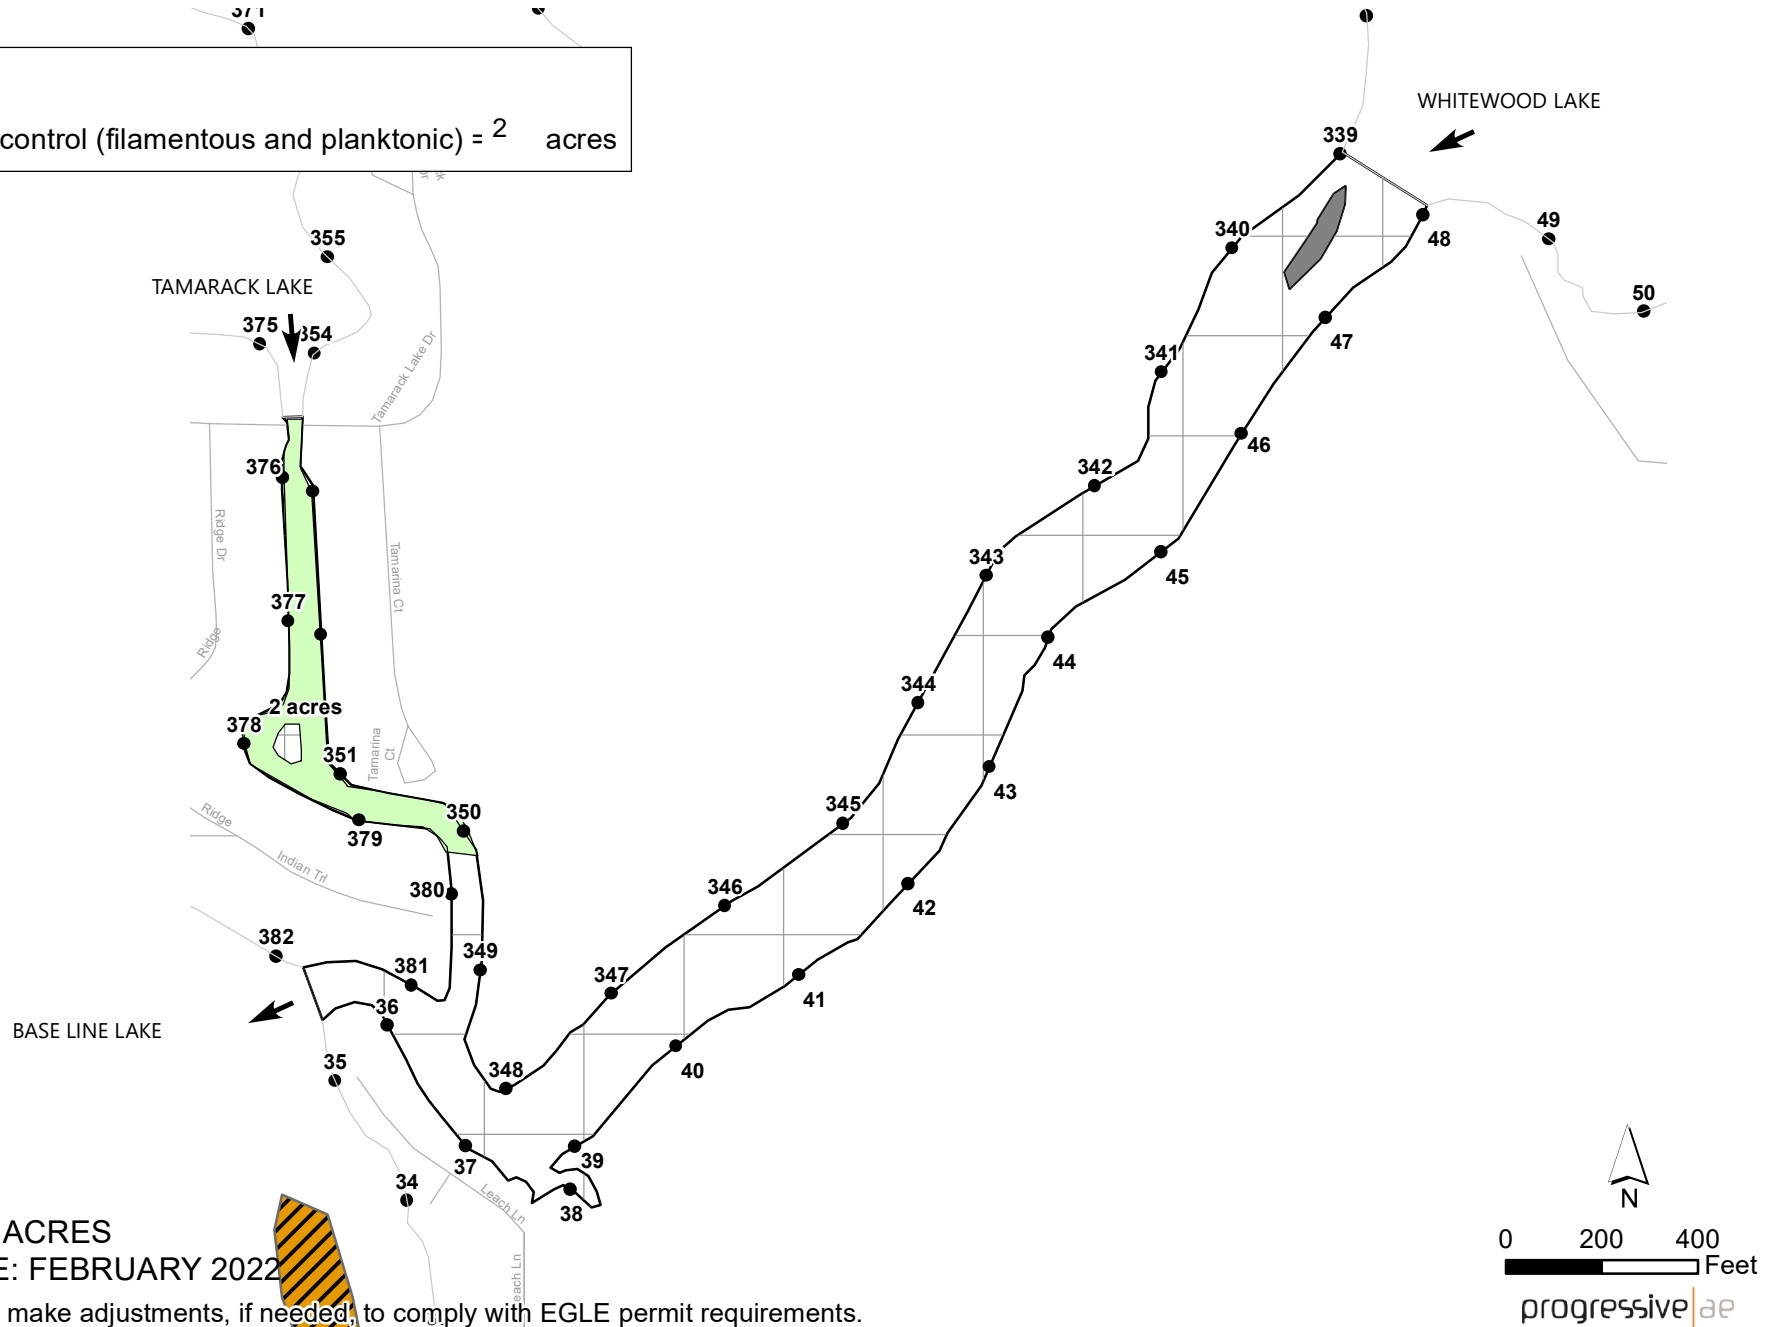 371
control (filamentous and planktonic) = 2 acres
WHITEWOOD LAKE
339
340
48
49
50
355
TAMARACK LAKE
375
354
47
341
Tamarack Lake Dr
46
342
376
Ridge Dr
Tamarina Ct
343
45
377
Ridge
44
344
2 acres
378
351
Tamarina
Ct
43
345
350
379
Ridge
Indian Trl
346
42
380
382
349
381
347
41
36
BASE LINE LAKE
35
40
348
37
39
34
Leach Ln
38
N
ACRES
E: FEBRUARY 2022
Leach Ln
0 200 400
Feet
make adjustments, if needed, to comply with EGLE permit requirements.
progressive ae